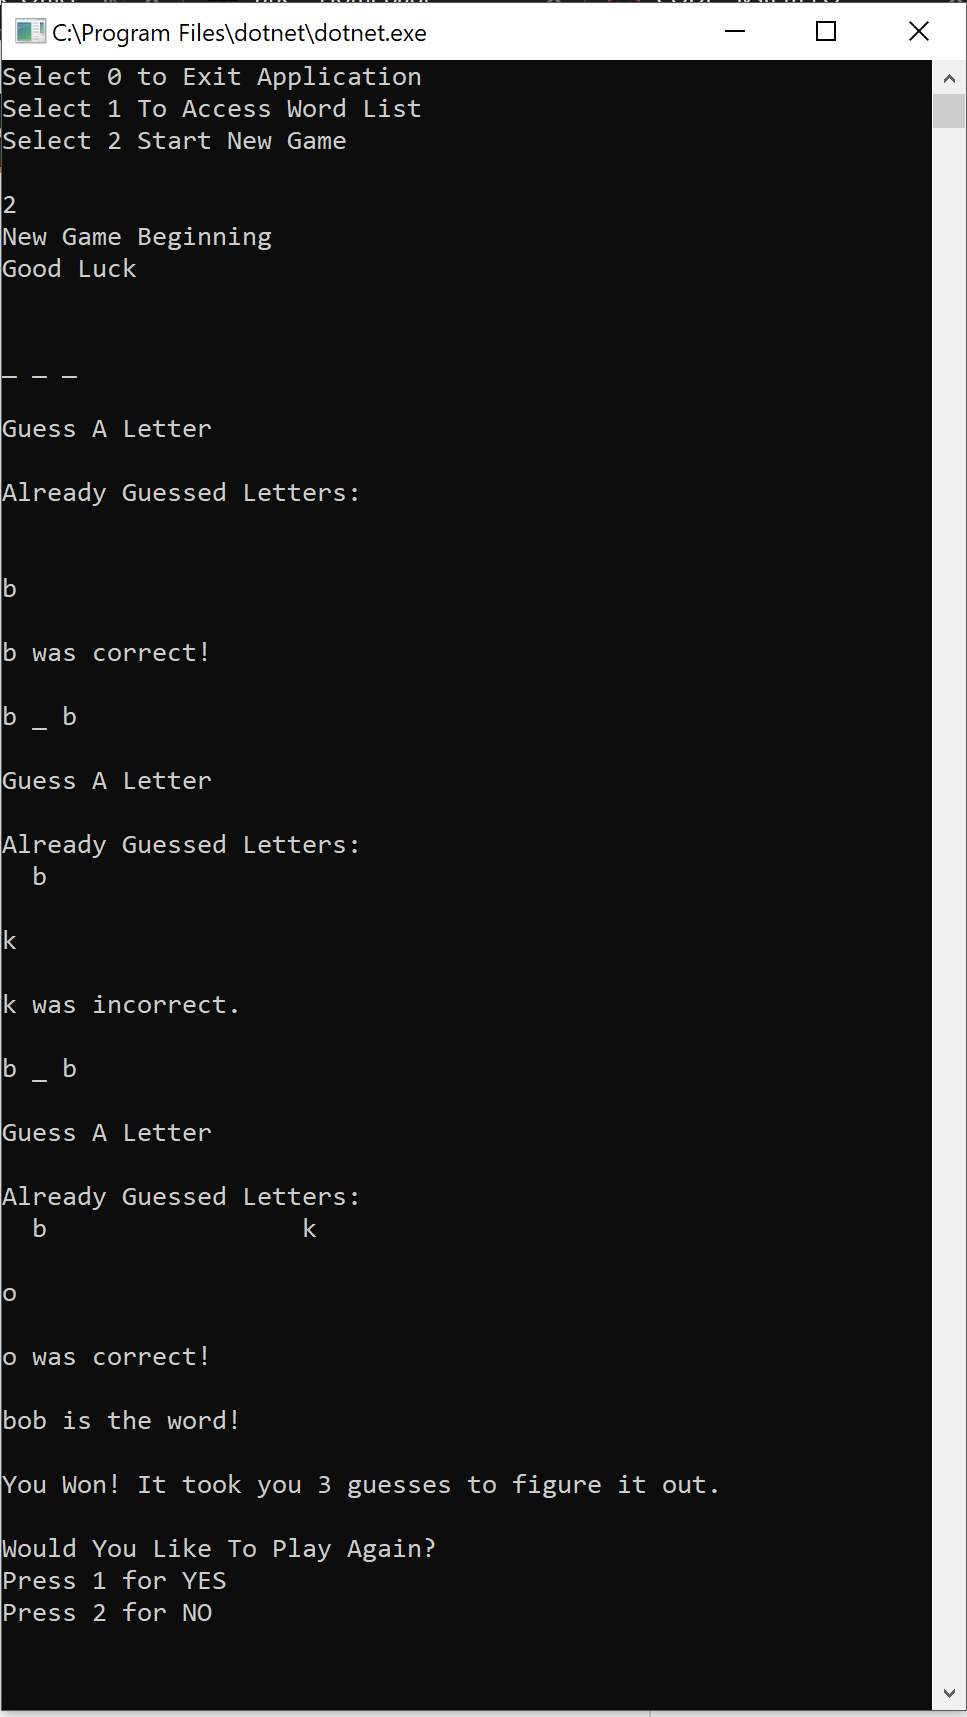 C:\Program Files\dotnet\dotnet.exe
Select 0 to Exit Application
Select 1 To Access Word List
Select 2 Start New Game
2
New Game Beginning
Good Luck
_ _ _
Guess A Letter
Already Guessed Letters:
b
b was correct!
b _ b
Guess A Letter
Already Guessed Letters:
b
k
k was incorrect.
b _ b
Guess A Letter
Already Guessed Letters:
b                 k
o
o was correct!
bob is the word!
You Won! It took you 3 guesses to figure it out.
Would You Like To Play Again?
Press 1 for YES
Press 2 for NO